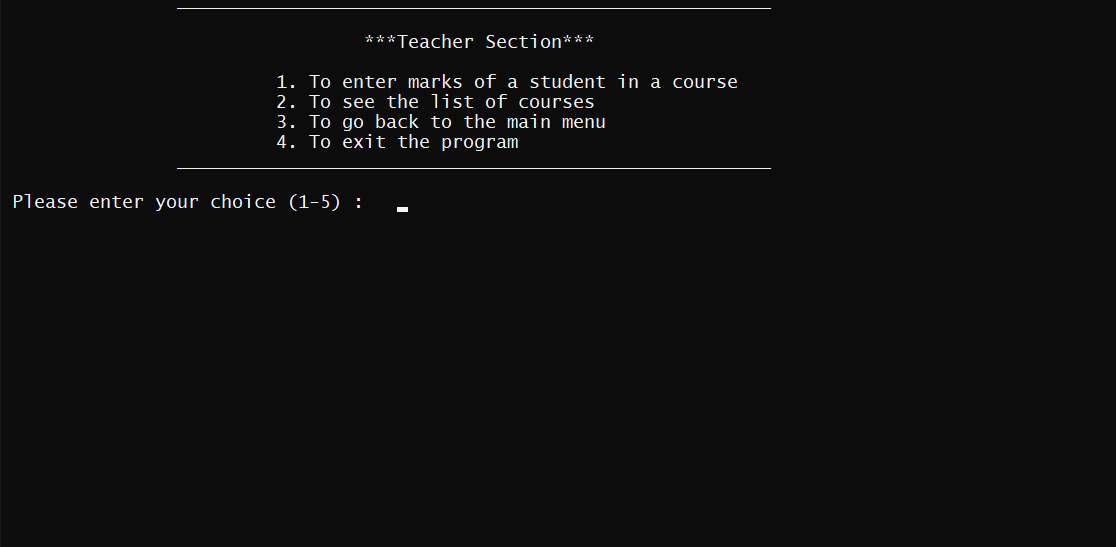 ***Teacher Section***
1. To enter marks of a student in a course
2. To see the list of courses
3. To go back to the main menu
4. To exit the program
Please enter your choice (1-5) :